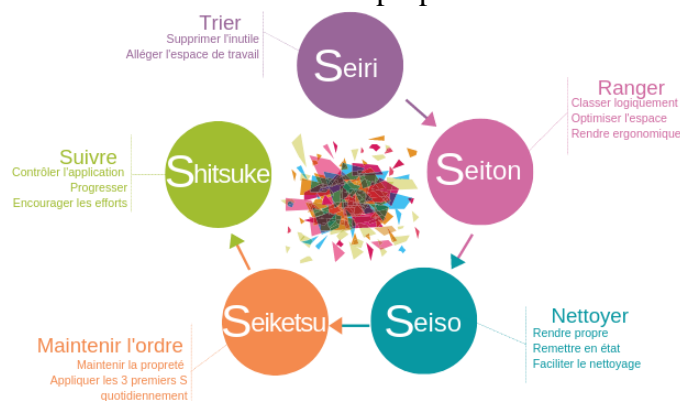 Trier
Supprimer l'inutile
Alléger l'espace de travail
Seiri
Ranger
Classer logiquement
Optimiser l'espace
Rendre ergonomique
Seiton
Nettoyer
Rendre propre
Remettre en état
Faciliter le nettoyage
Seiso
Maintenir l'ordre
Maintenir la propreté
Appliquer les 3 premiers S
quotidiennement
Seiketsu
Suivre
Contrôler l'application
Progresser
Encourager les efforts
Shitsuke